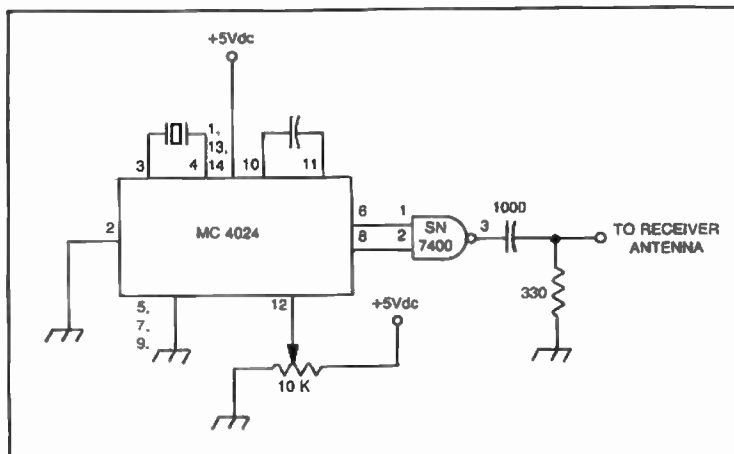 +5Vdc
1,
13,
3 4 14 10 11
2 MC 4024 6 1 SN 3 1000
8 2 7400
TO RECEIVER
ANTENNA
330
5,
7,
9,
12
+5Vdc
10 K